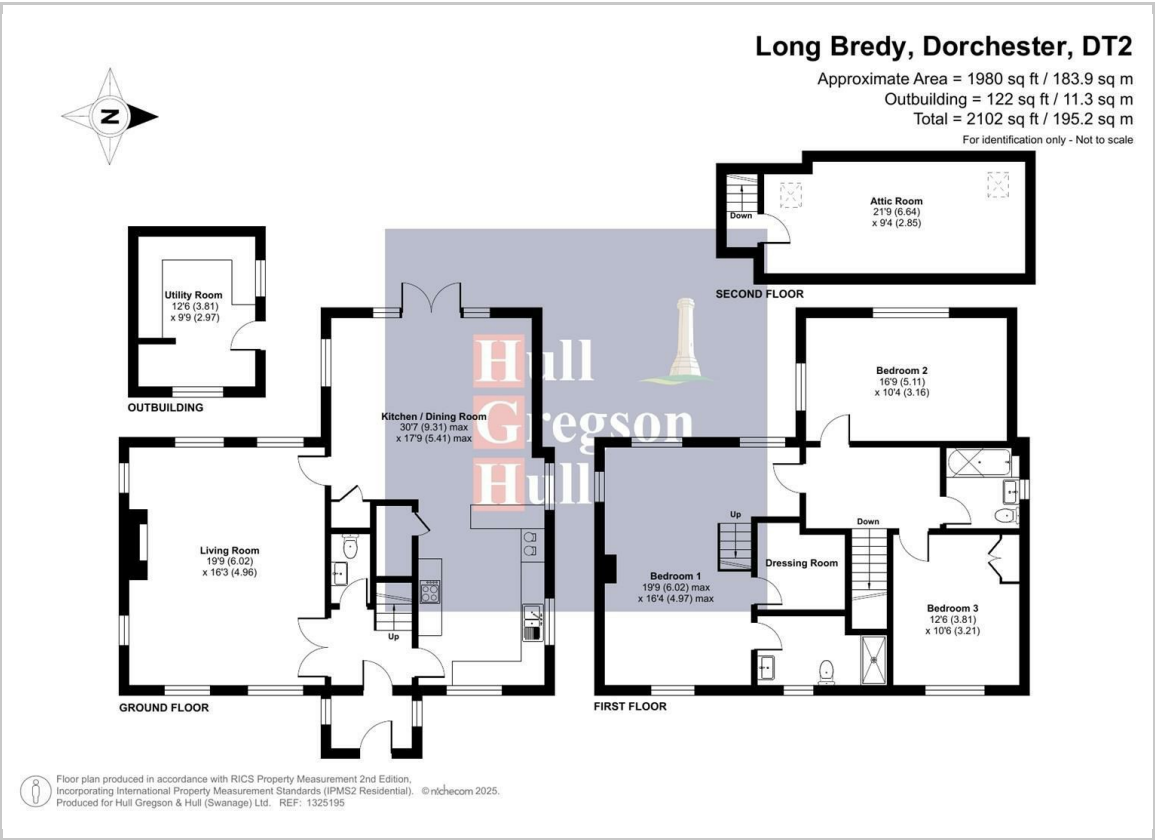 Long Bredy, Dorchester, DT2
Approximate Area = 1980 sq ft / 183.9 sq m
Outbuilding = 122 sq ft / 11.3 sq m
Total = 2102 sq ft / 195.2 sq m
For identification only - Not to scale
N
Down
Attic Room
21'9 (6.64)
x 9'4 (2.85)
SECOND FLOOR
Utility Room
12'6 (3.81)
x 9'9 (2.97)
OUTBUILDING
Hull
Gregson
Hull
Kitchen / Dining Room
30'7 (9.31) max
x 17'9 (5.41) max
Living Room
19'9 (6.02)
x 16'3 (4.96)
Up
GROUND FLOOR
Bedroom 2
16'9 (5.11)
x 10'4 (3.16)
Up
Down
Dressing Room
Bedroom 1
19'9 (6.02) max
x 16'4 (4.97) max
Bedroom 3
12'6 (3.81)
x 10'6 (3.21)
FIRST FLOOR
Floor plan produced in accordance with RICS Property Measurement 2nd Edition,
Incorporating International Property Measurement Standards (IPMS2 Residential). © nichecom 2025.
Produced for Hull Gregson & Hull (Swanage) Ltd. REF: 1325195